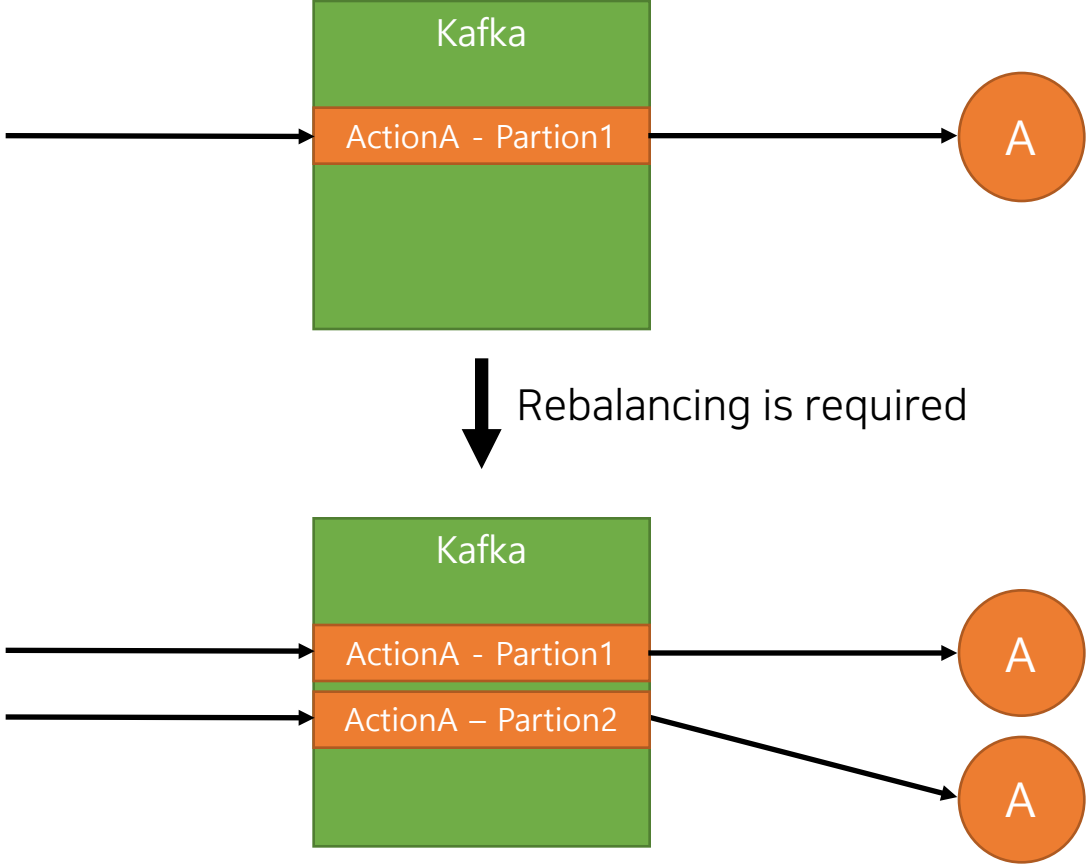 Kafka
ActionA - Partion1
A
Rebalancing is required
Kafka
ActionA - Partion1
A
ActionA – Partion2
A